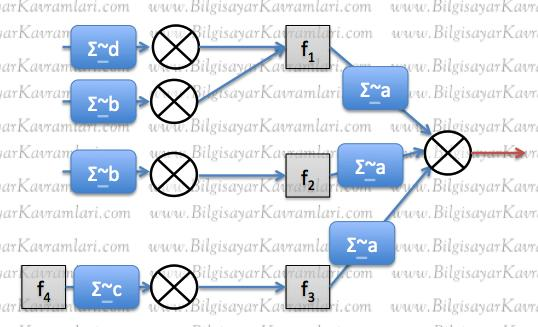 Σ~d
f1
Σ~b
Σ~a
Σ~b
f2
Σ~a
Σ~a
f4
Σ~c
f3
www.BilgisayarKavramlari.com